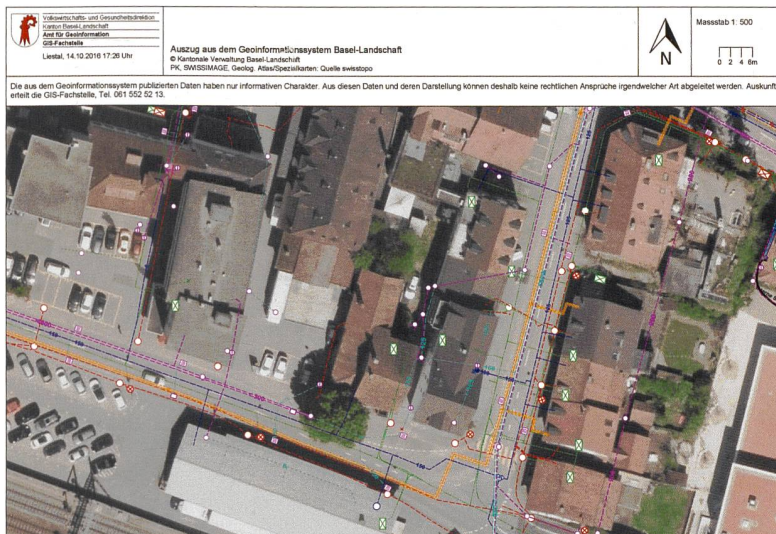 Volkswirtschafts- und Gesundheitsdirektion
Kanton Basel-Landschaft
Amt für Geoinformation
GIS-Fachstelle
Liestal, 14.10.2016 17:26 Uhr
Auszug aus dem Geoinformationssystem Basel-Landschaft
© Kantonale Verwaltung Basel-Landschaft
PK, SWISSIMAGE, Geolog. Atlas/Spezialkarten: Quelle swisstopo
N
Massstab 1: 500
0 2 4 6m
Die aus dem Geoinformationssystem publizierten Daten haben nur informativen Charakter. Aus diesen Daten und deren Darstellung können deshalb keine rechtlichen Ansprüche irgendwelcher Art abgeleitet werden. Auskunft
erteilt die GIS-Fachstelle, Tel. 061 552 52 13.
500
150